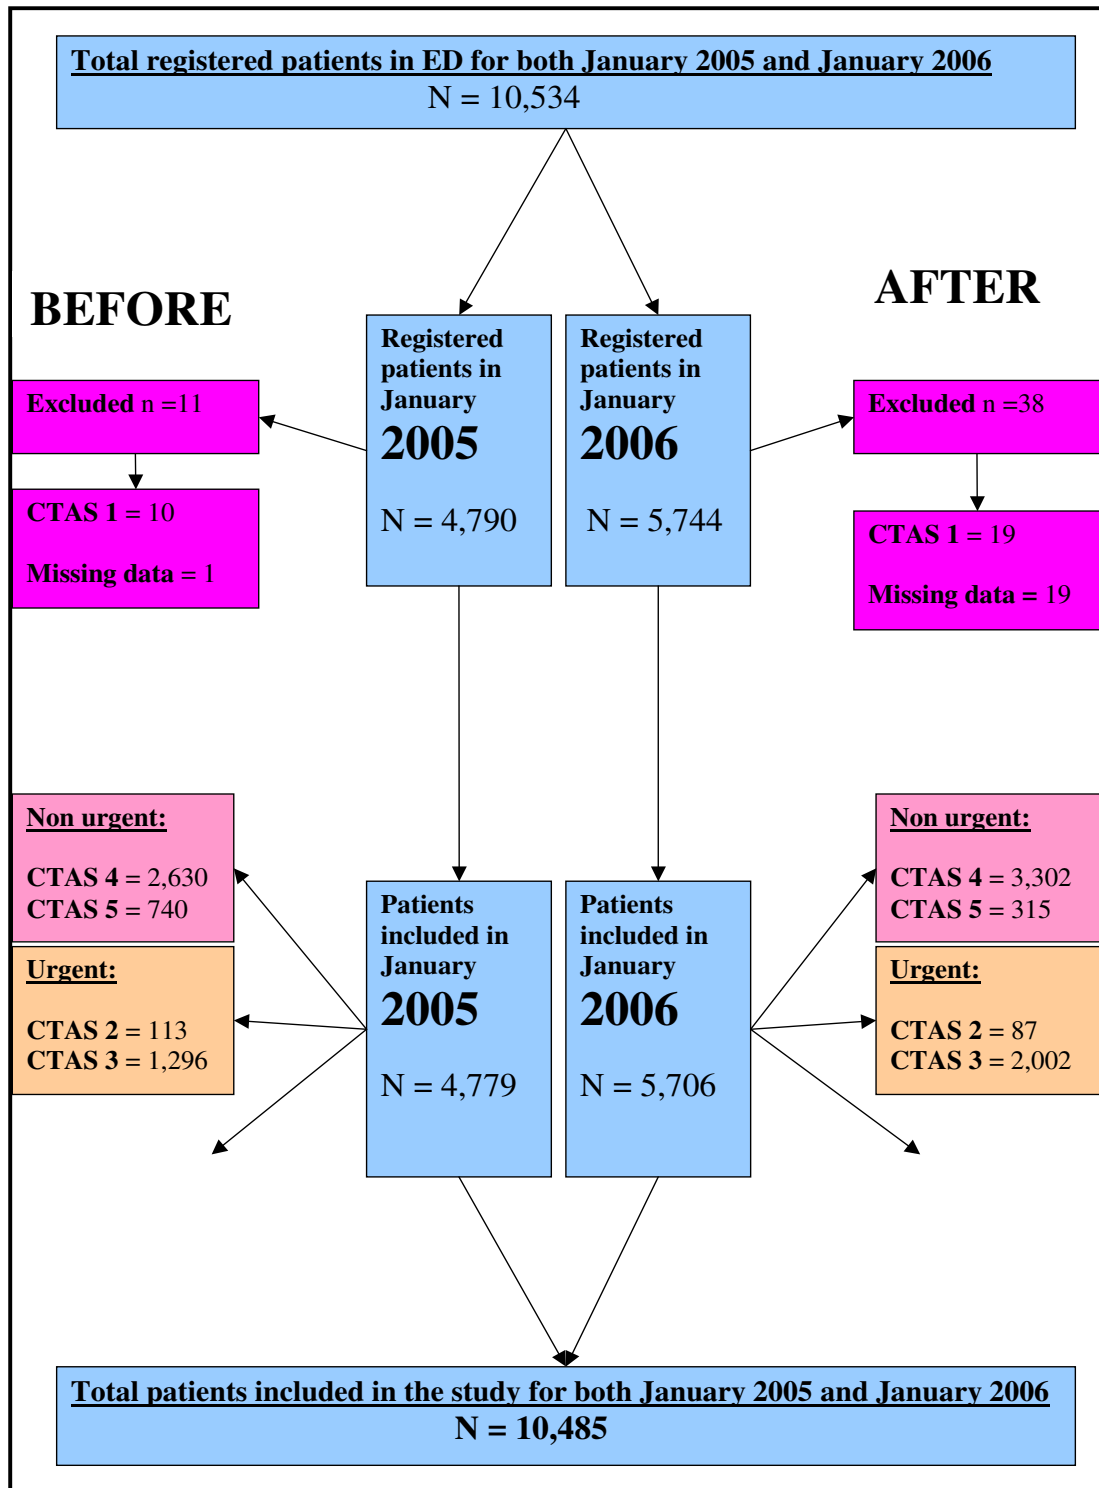 Total registered patients in ED for both January 2005 and January 2006
N = 10,534
BEFORE
AFTER
Registered
patients in
January
2005
N = 4,790
Registered
patients in
January
2006
N = 5,744
Excluded n =11
CTAS 1 = 10
Missing data = 1
Excluded n =38
CTAS 1 = 19
Missing data = 19
Non urgent:
CTAS 4 = 2,630
CTAS 5 = 740
Urgent:
CTAS 2 = 113
CTAS 3 = 1,296
Patients
included in
January
2005
N = 4,779
Patients
included in
January
2006
N = 5,706
Non urgent:
CTAS 4 = 3,302
CTAS 5 = 315
Urgent:
CTAS 2 = 87
CTAS 3 = 2,002
Total patients included in the study for both January 2005 and January 2006
N = 10,485